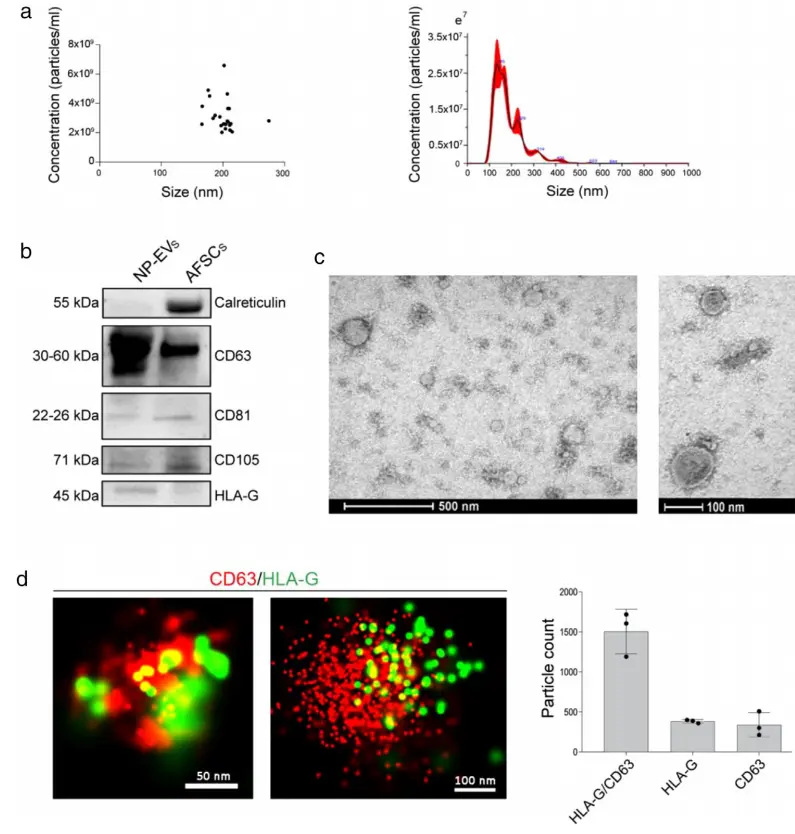 a
Concentration (particles/ml)
8x10⁹
6x10⁹
4x10⁹
2x10⁹
0
0 100 200 300
Size (nm)
Concentration (particles/ml)
e⁷
3.5x10⁷
2.5x10⁷
1.5x10⁷
0.5x10⁷
0
0 100 200 300 400 500 600 700 800 900 1000
Size (nm)
b
NP-EVs AFSCs
55 kDa Calreticulin
30-60 kDa CD63
22-26 kDa CD81
71 kDa CD105
45 kDa HLA-G
c
500 nm
100 nm
d
CD63/HLA-G
50 nm
100 nm
Particle count
2000
1500
1000
500
0
HLA-G/CD63 HLA-G CD63